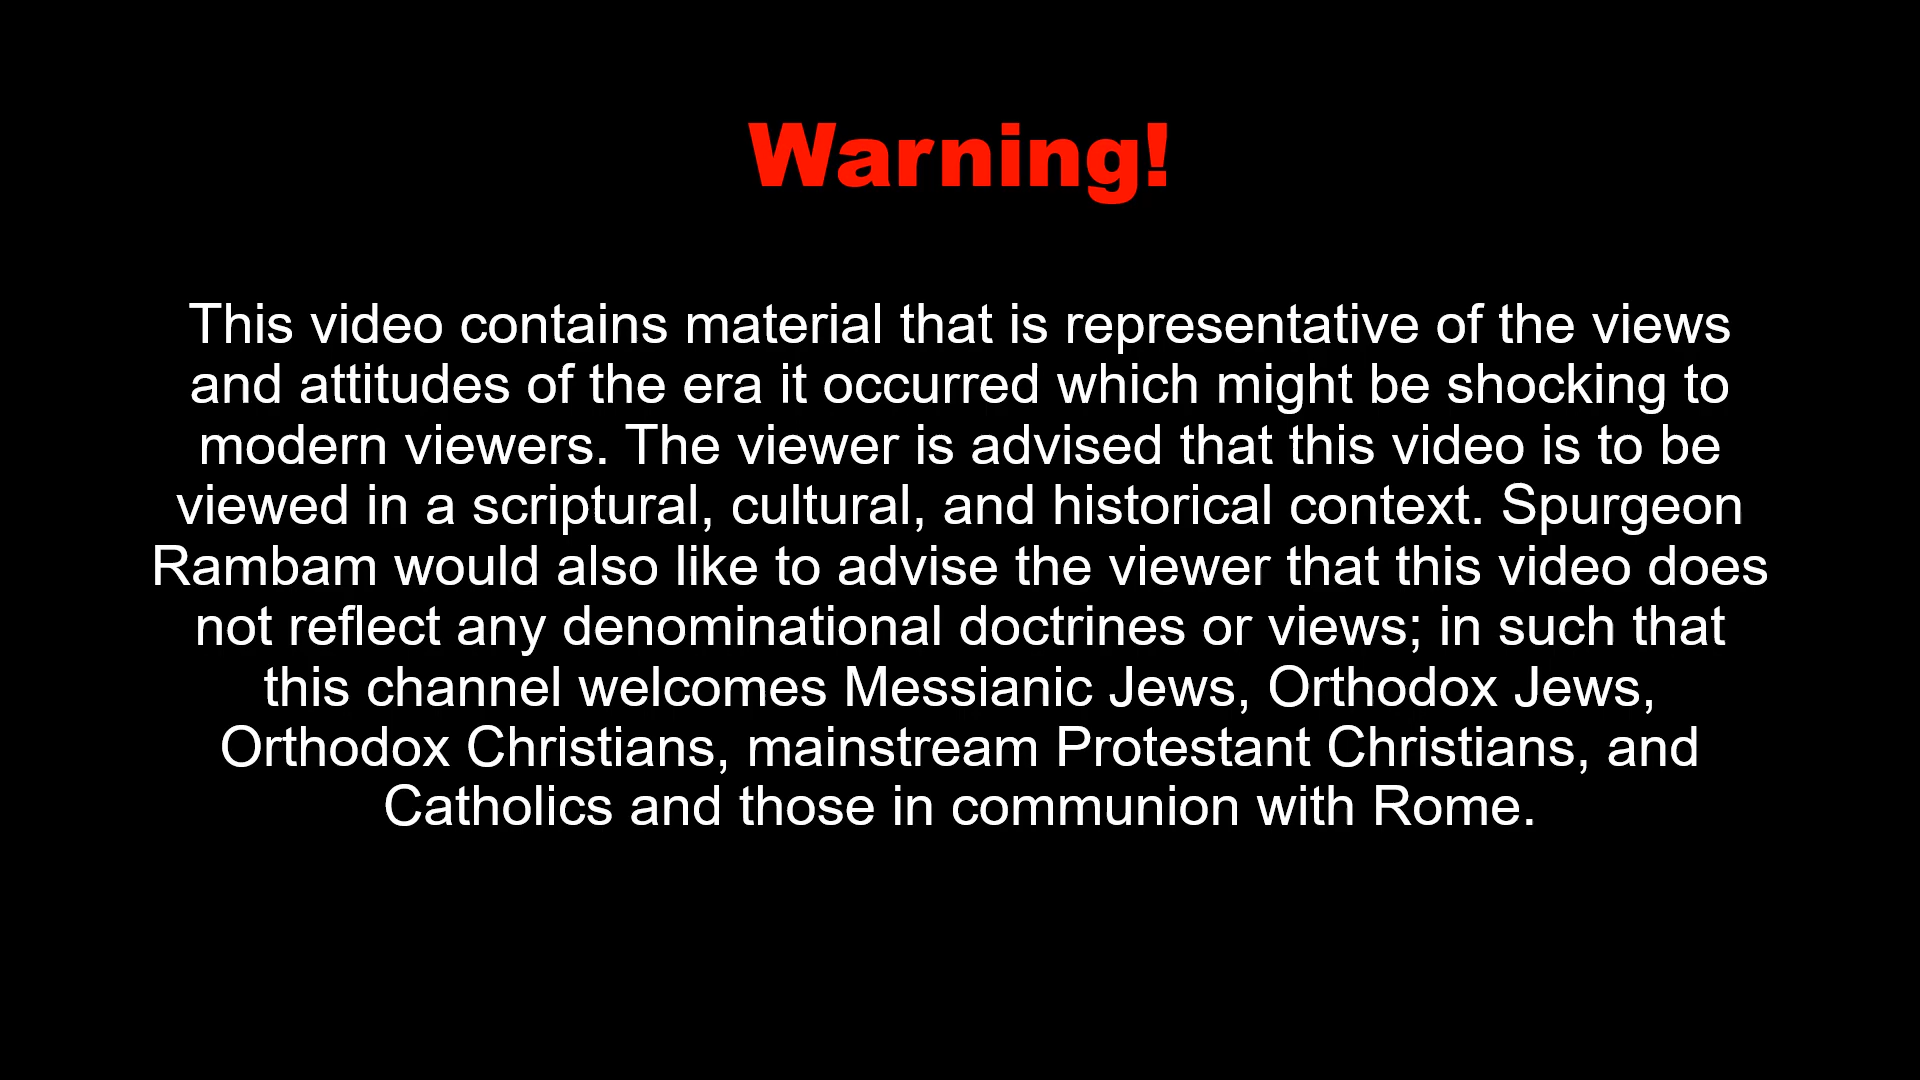 Warning!
This video contains material that is representative of the views
and attitudes of the era it occurred which might be shocking to
modern viewers. The viewer is advised that this video is to be
viewed in a scriptural, cultural, and historical context. Spurgeon
Rambam would also like to advise the viewer that this video does
not reflect any denominational doctrines or views; in such that
this channel welcomes Messianic Jews, Orthodox Jews,
Orthodox Christians, mainstream Protestant Christians, and
Catholics and those in communion with Rome.